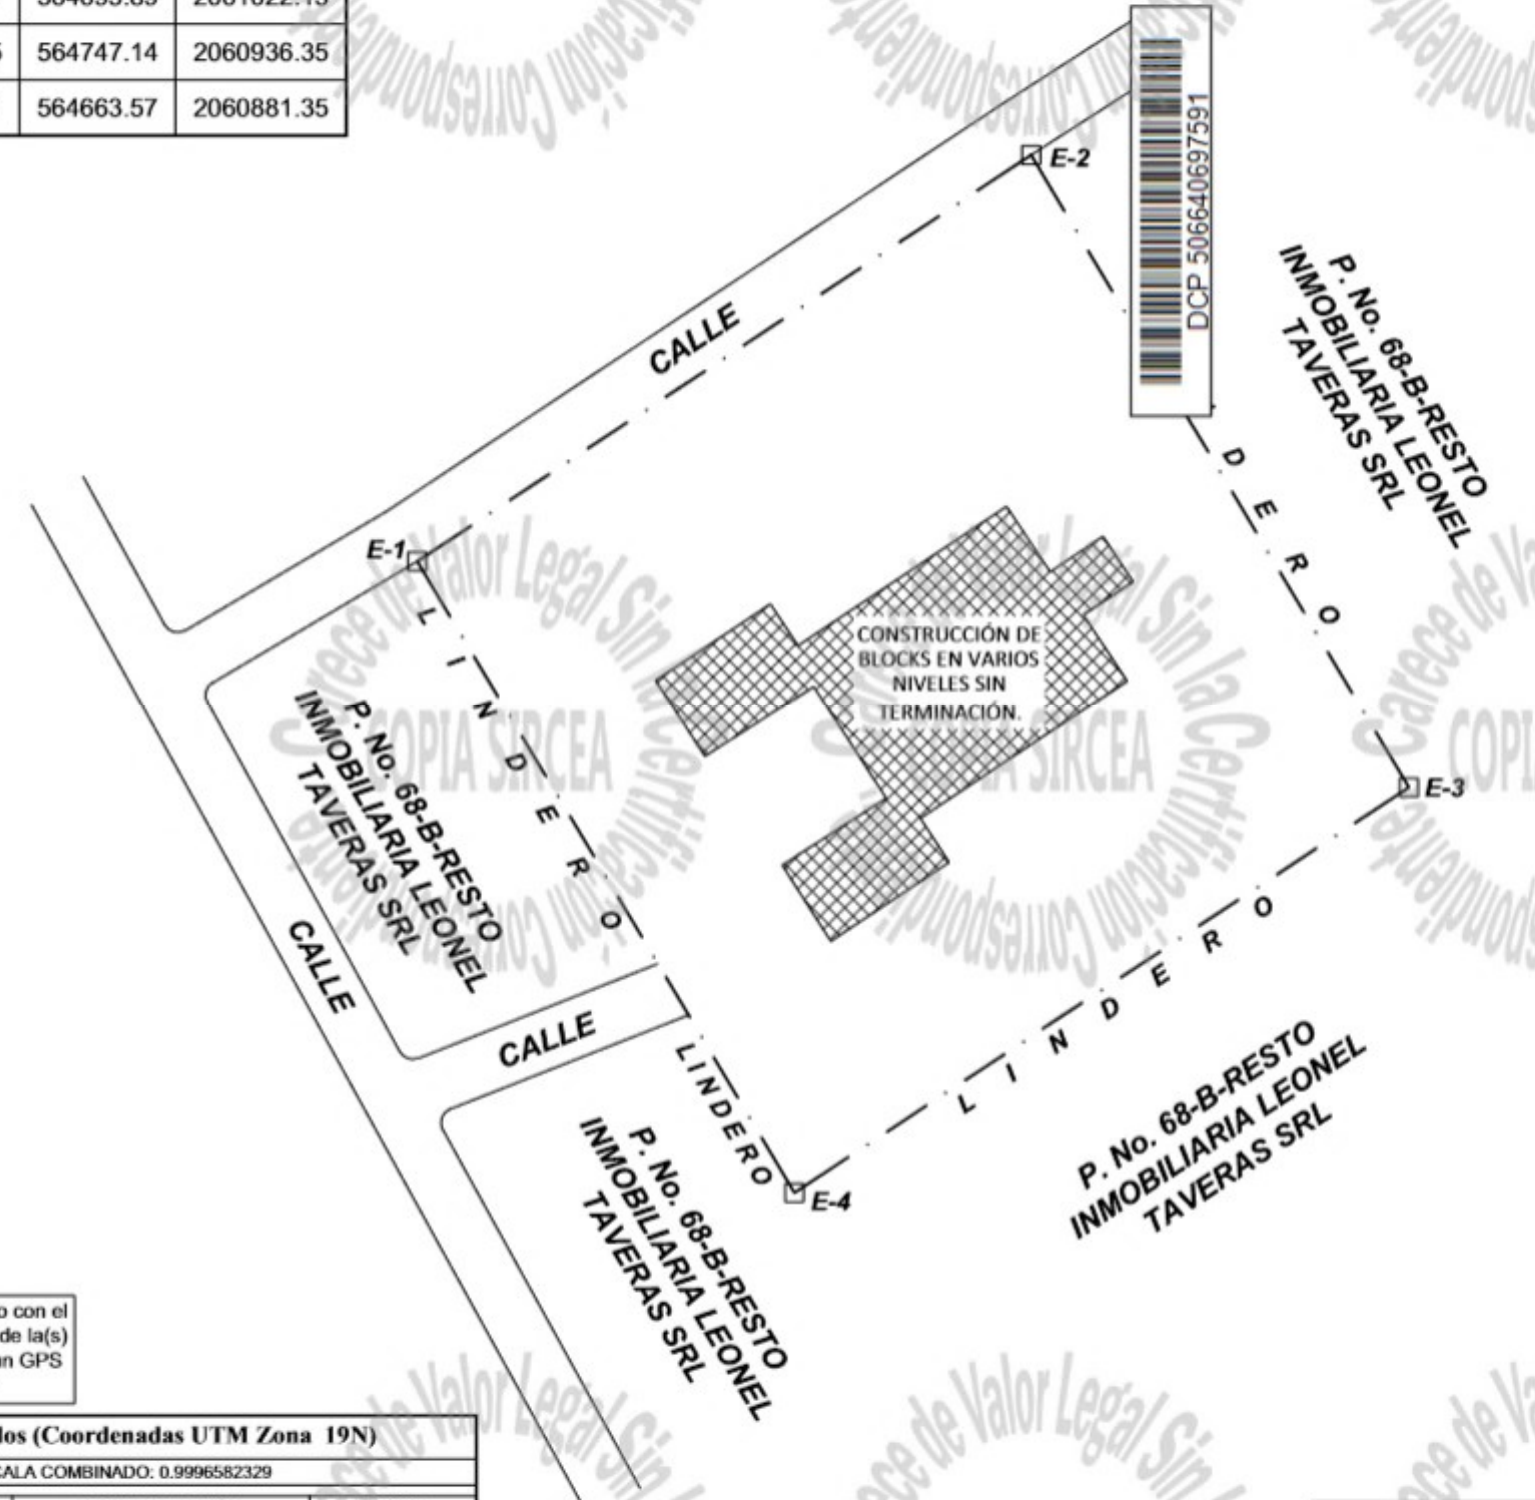 564747.14 2060936.35
564663.57 2060881.35
DCP 506640697591
E-2
CALLE
P. No. 68-B-RESTO
INMOBILIARIA LEONEL
TAVERAS SRL
D E R O
E-1
L I N D E R O
CONSTRUCCIÓN DE
BLOCKS EN VARIOS
NIVELES SIN
TERMINACIÓN.
P. No. 68-B-RESTO
INMOBILIARIA LEONEL
TAVERAS SRL
E-3
CALLE
CALLE
L I N D E R O
LINDERO
E-4
P. No. 68-B-RESTO
INMOBILIARIA LEONEL
TAVERAS SRL
P. No. 68-B-RESTO
INMOBILIARIA LEONEL
TAVERAS SRL
con el
de la(s)
GPS
(Coordenadas UTM Zona 19N)
COMBINADO: 0.9996582329
Carece de Valor Legal Sin la Certificación Correspondiente
COPIA SIRCEA